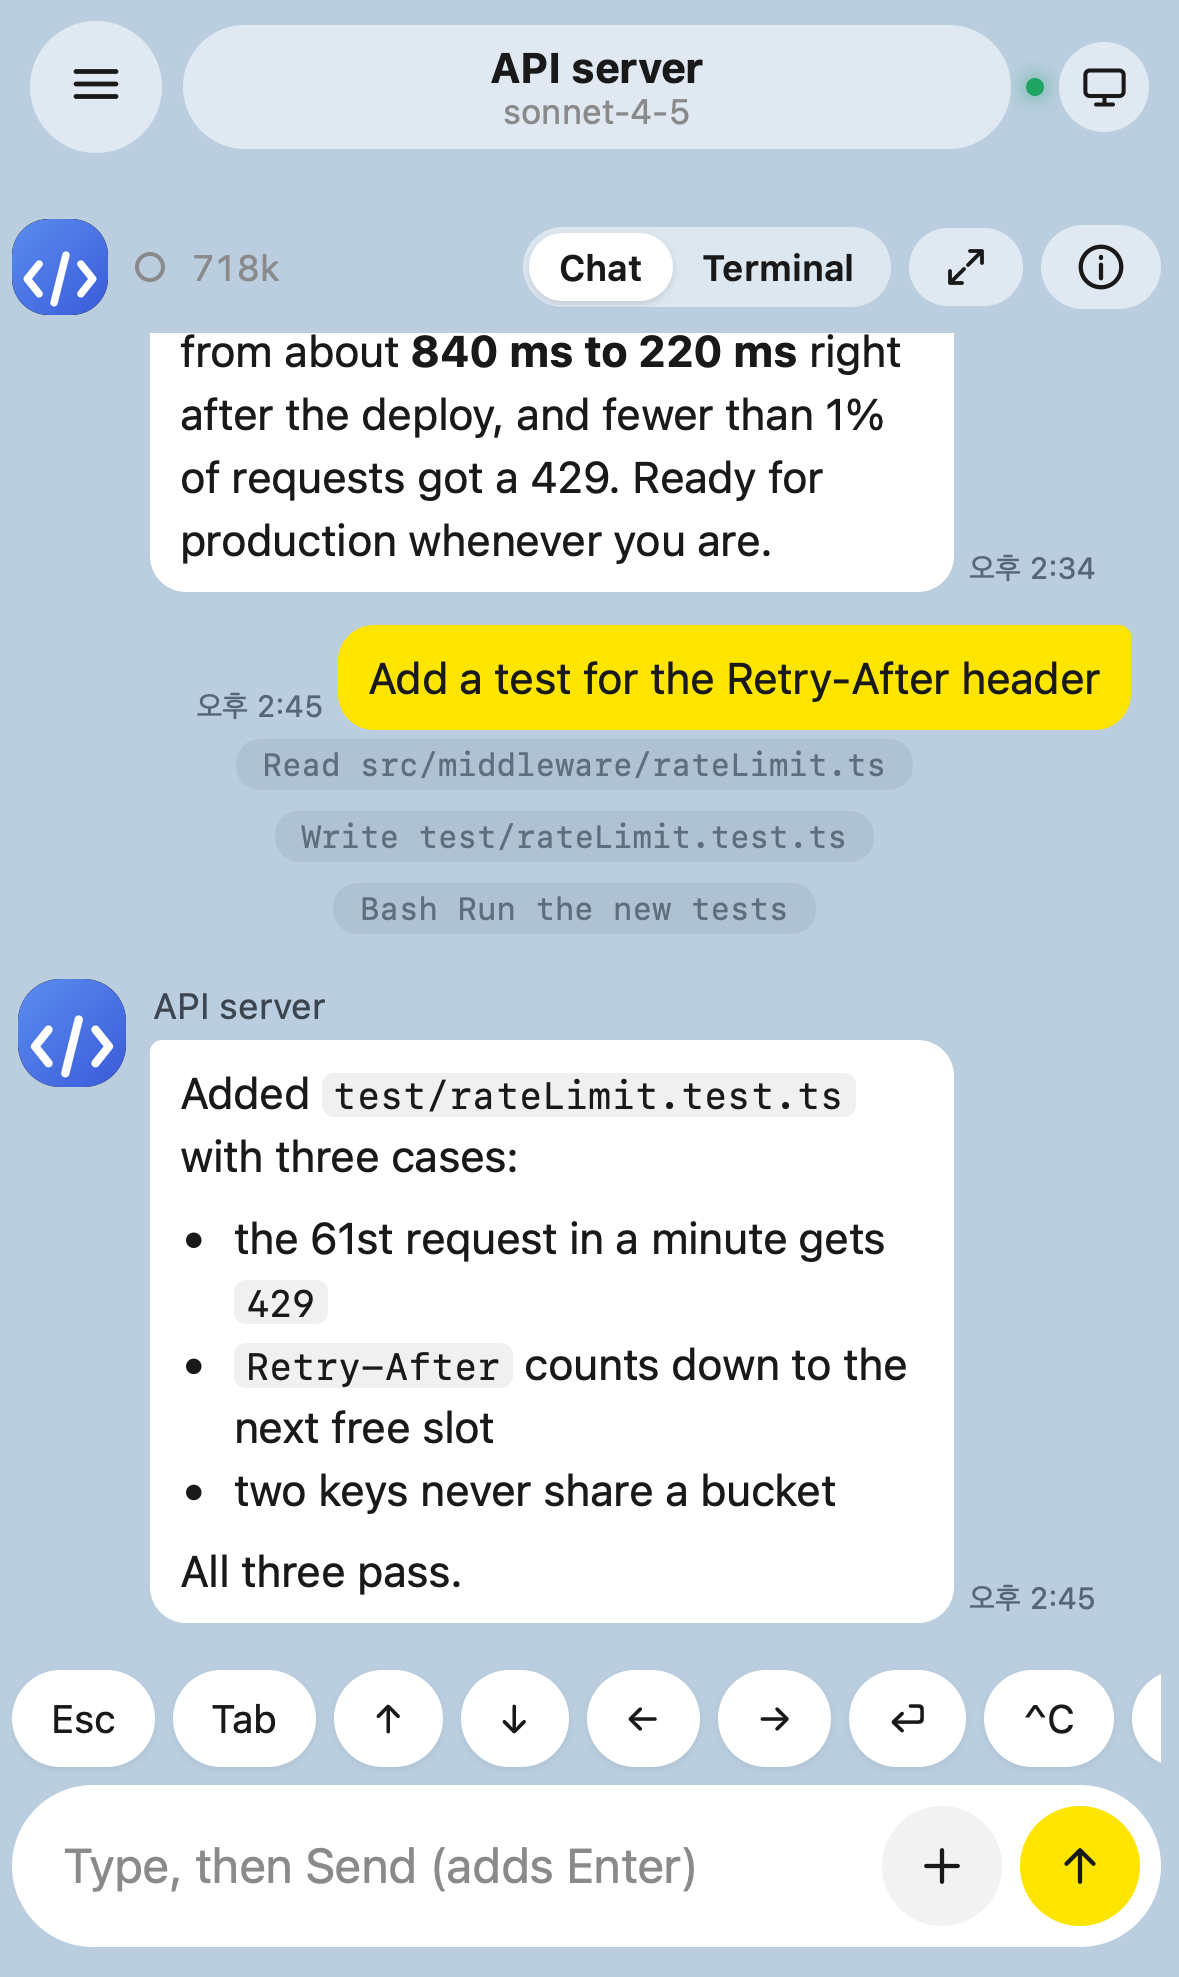 API server
sonnet-4-5
718k
Chat
Terminal
from about 840 ms to 220 ms right
after the deploy, and fewer than 1%
of requests got a 429. Ready for
production whenever you are.
오후 2:34
Add a test for the Retry-After header
오후 2:45
Read src/middleware/rateLimit.ts
Write test/rateLimit.test.ts
Bash Run the new tests
API server
Added test/rateLimit.test.ts
with three cases:
• the 61st request in a minute gets
429
• Retry-After counts down to the
next free slot
• two keys never share a bucket
All three pass.
오후 2:45
Esc
Tab
↑
↓
←
→
^C
Type, then Send (adds Enter)